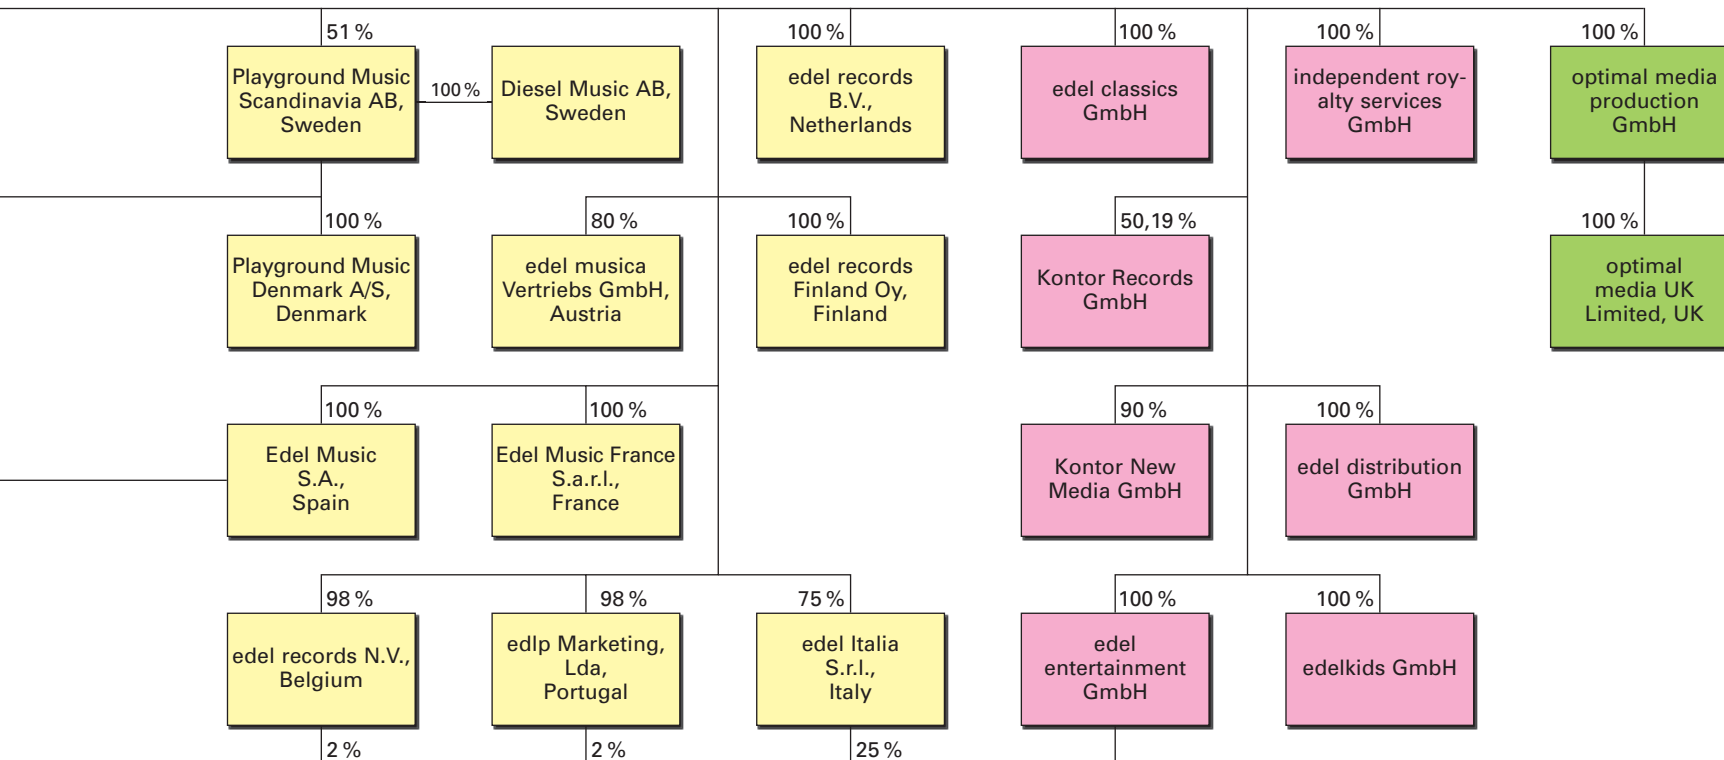 51 %
Playground Music
Scandinavia AB,
Sweden
100 %
Diesel Music AB,
Sweden
100 %
edel records
B.V.,
Netherlands
100 %
edel classics
GmbH
100 %
independent roy-
alty services
GmbH
100 %
optimal media
production
GmbH
100 %
Playground Music
Denmark A/S,
Denmark
80 %
edel musica
Vertriebs GmbH,
Austria
100 %
edel records
Finland Oy,
Finland
50,19 %
Kontor Records
GmbH
100 %
optimal
media UK
Limited, UK
100 %
Edel Music
S.A.,
Spain
100 %
Edel Music France
S.a.r.l.,
France
90 %
Kontor New
Media GmbH
100 %
edel distribution
GmbH
98 %
edel records N.V.,
Belgium
2 %
98 %
edlp Marketing,
Lda,
Portugal
2 %
75 %
edel Italia
S.r.l.,
Italy
25 %
100 %
edel
entertainment
GmbH
100 %
edelkids GmbH